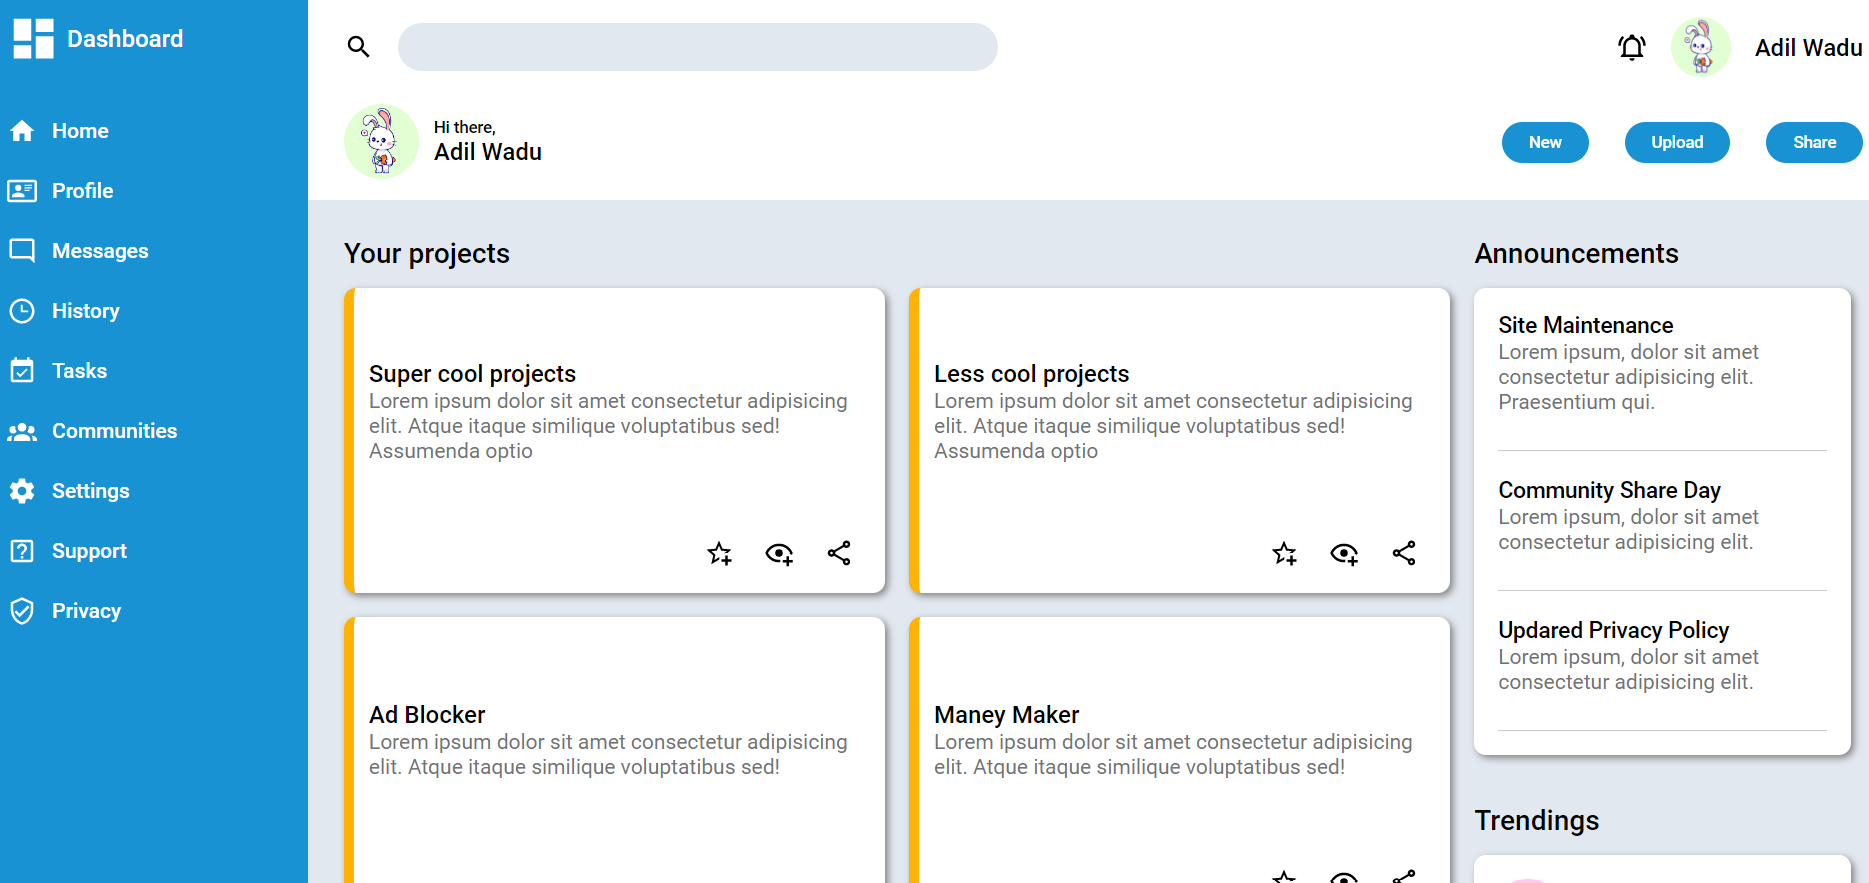 Dashboard
Home
Profile
Messages
History
Tasks
Communities
Settings
Support
Privacy
Adil Wadu
Hi there,
Adil Wadu
New
Upload
Share
Your projects
Super cool projects
Lorem ipsum dolor sit amet consectetur adipisicing
elit. Atque itaque similique voluptatibus sed!
Assumenda optio
Less cool projects
Lorem ipsum dolor sit amet consectetur adipisicing
elit. Atque itaque similique voluptatibus sed!
Assumenda optio
Ad Blocker
Lorem ipsum dolor sit amet consectetur adipisicing
elit. Atque itaque similique voluptatibus sed!
Maney Maker
Lorem ipsum dolor sit amet consectetur adipisicing
elit. Atque itaque similique voluptatibus sed!
Announcements
Site Maintenance
Lorem ipsum, dolor sit amet
consectetur adipisicing elit.
Praesentium qui.
Community Share Day
Lorem ipsum, dolor sit amet
consectetur adipisicing elit.
Updared Privacy Policy
Lorem ipsum, dolor sit amet
consectetur adipisicing elit.
Trendings